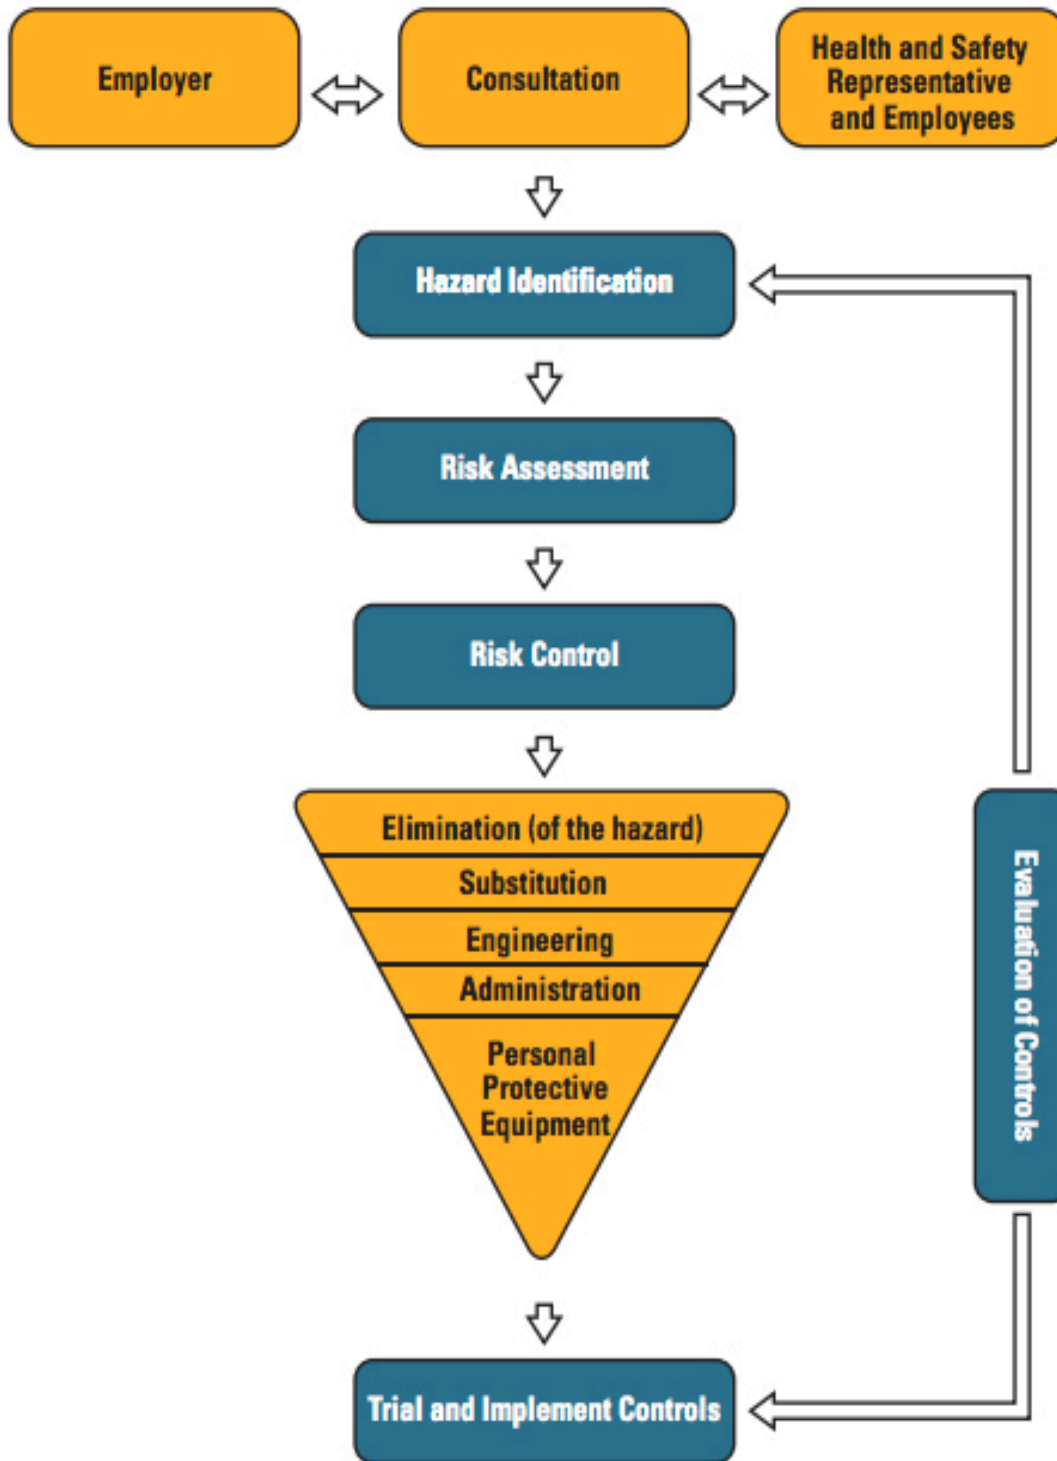 Employer
Consultation
Health and Safety
Representative
and Employees
Hazard Identification
Risk Assessment
Risk Control
Elimination (of the hazard)
Substitution
Engineering
Administration
Personal
Protective
Equipment
Evaluation of Controls
Trial and Implement Controls